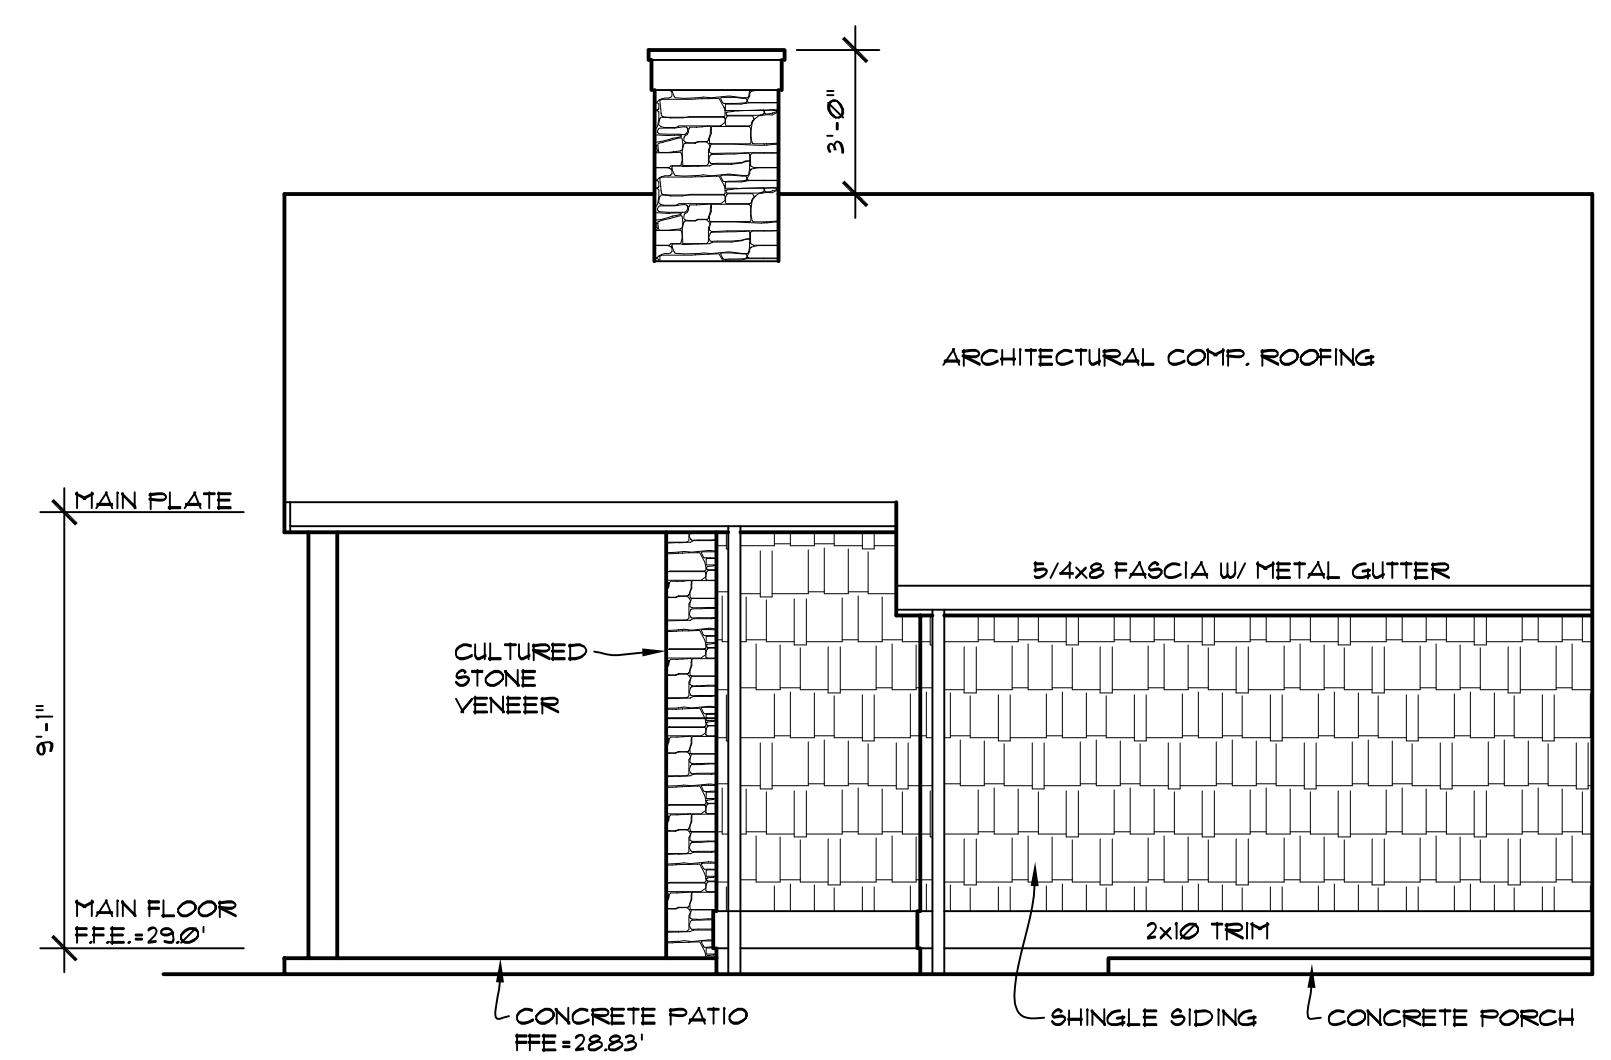 3'-0"
ARCHITECTURAL COMP. ROOFING
MAIN PLATE
5/4x8 FASCIA W/ METAL GUTTER
CULTURED
STONE
VENEER
9'-1"
MAIN FLOOR
F.F.E.=29.0'
2x10 TRIM
CONCRETE PATIO
FFE=28.83'
SHINGLE SIDING
CONCRETE PORCH